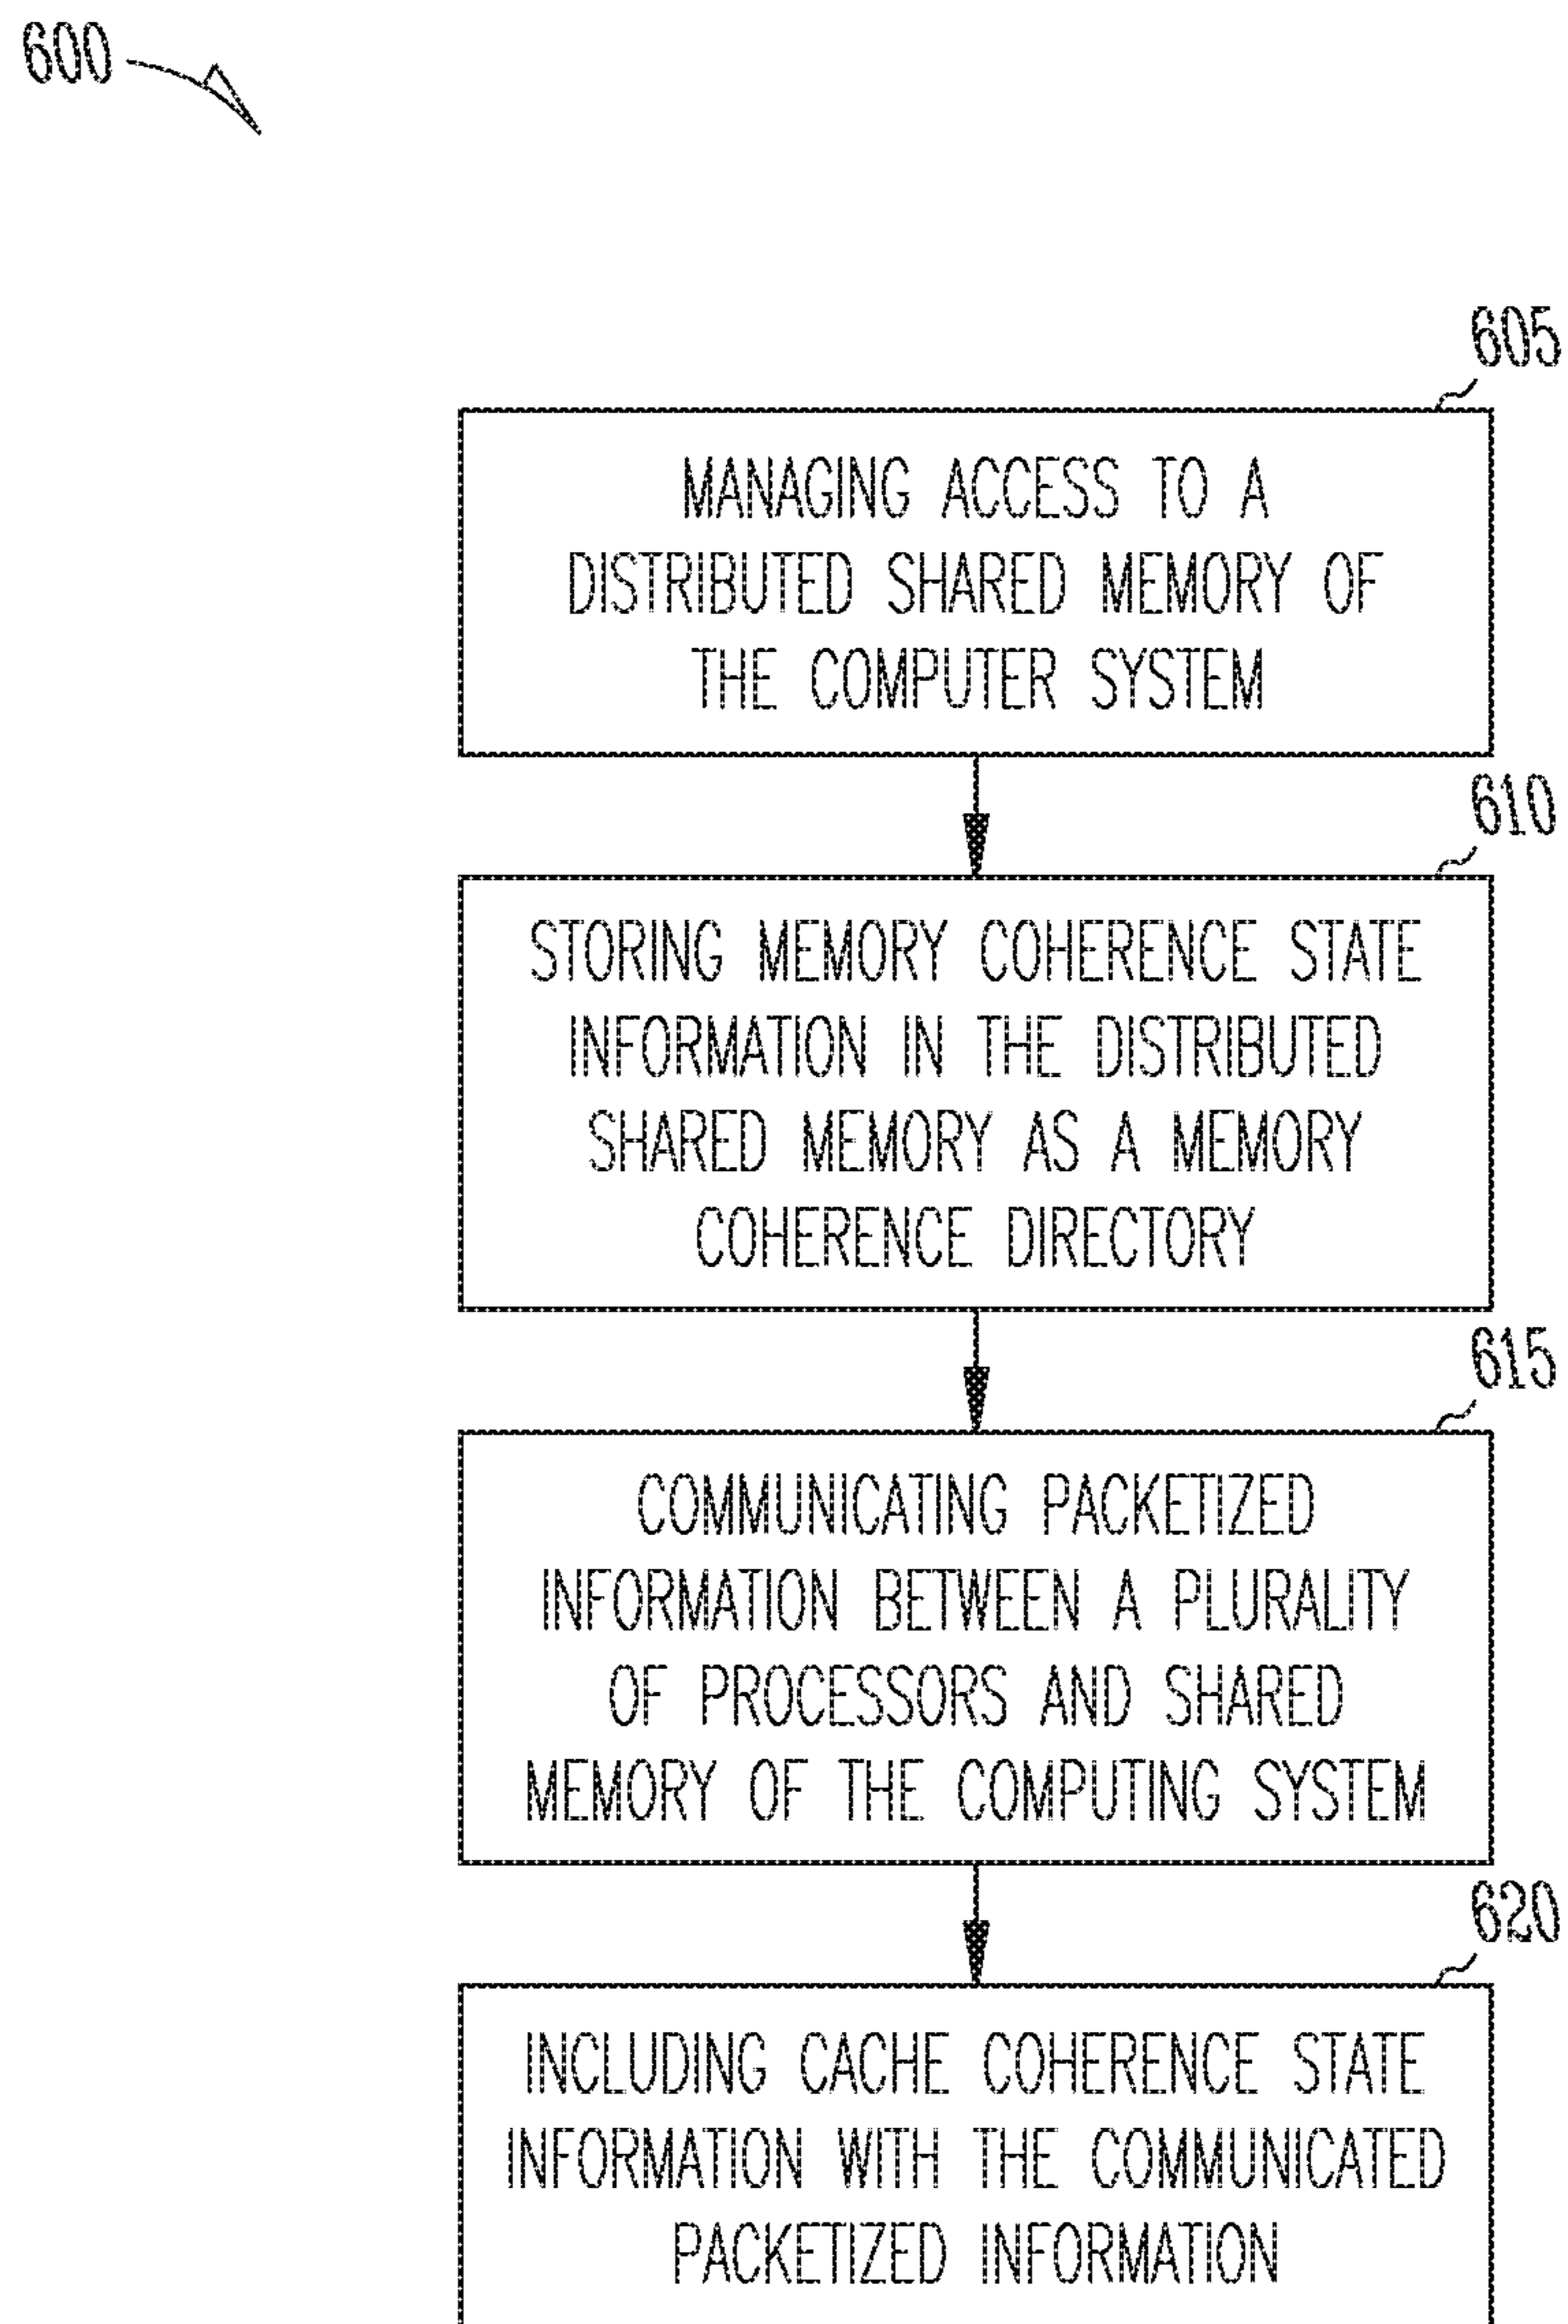 600
605
MANAGING ACCESS TO A
DISTRIBUTED SHARED MEMORY OF
THE COMPUTER SYSTEM
610
STORING MEMORY COHERENCE STATE
INFORMATION IN THE DISTRIBUTED
SHARED MEMORY AS A MEMORY
COHERENCE DIRECTORY
615
COMMUNICATING PACKETIZED
INFORMATION BETWEEN A PLURALITY
OF PROCESSORS AND SHARED
MEMORY OF THE COMPUTING SYSTEM
620
INCLUDING CACHE COHERENCE STATE
INFORMATION WITH THE COMMUNICATED
PACKETIZED INFORMATION